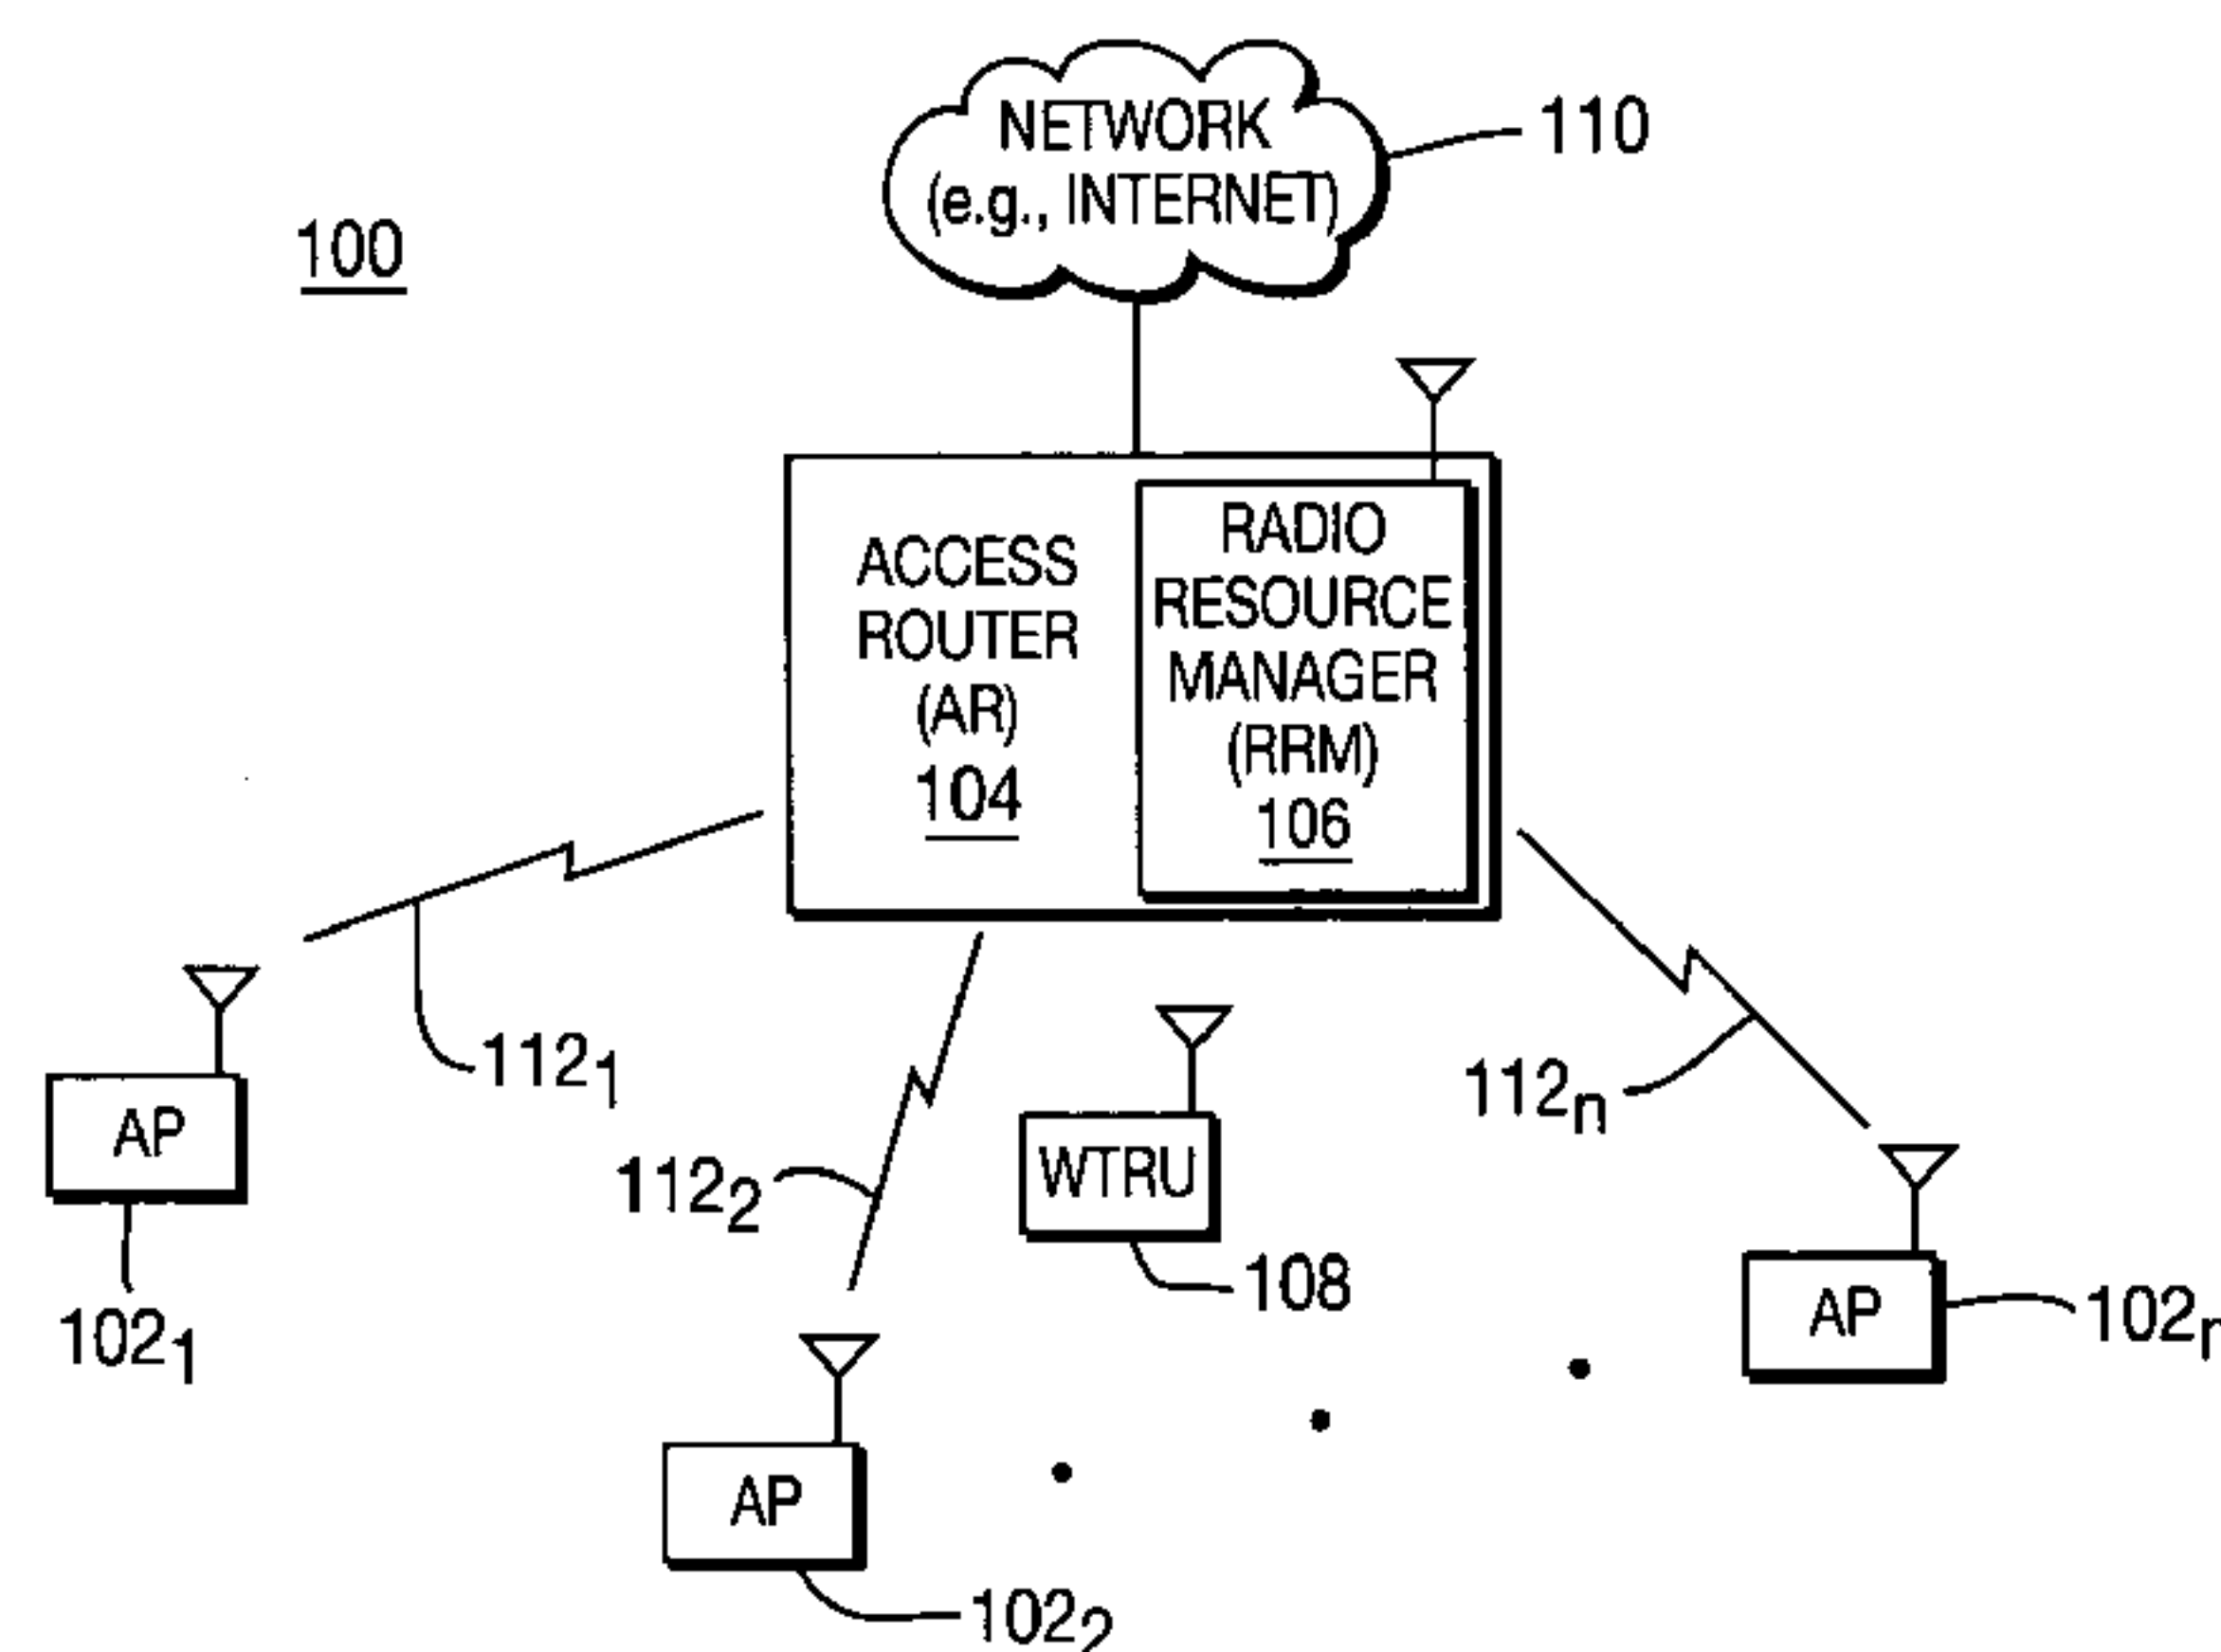 NETWORK
(e.g., INTERNET)
110
100
ACCESS
ROUTER
(AR)
104
RADIO
RESOURCE
MANAGER
(RRM)
106
112₁
112₂
112ₙ
AP
102₁
WTRU
108
AP
102₂
AP
102ₙ